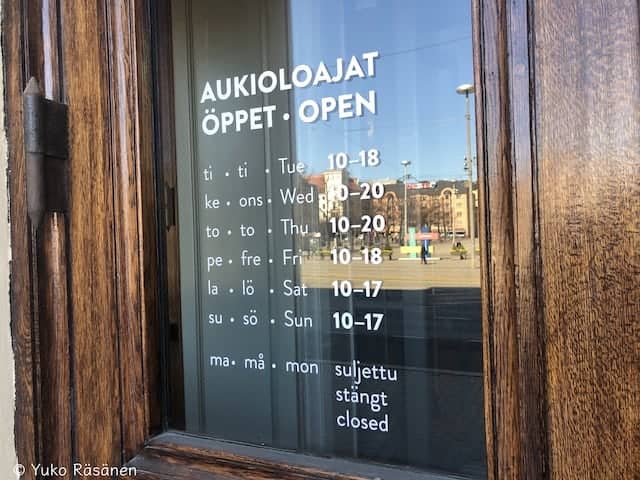 AUKIOLOAJAT
ÖPPET • OPEN
ti • ti • Tue 10–18
ke • ons • Wed 10–20
to • to • Thu 10–20
pe • fre • Fri 10–18
la • lö • Sat 10–17
su • sö • Sun 10–17
ma • må • mon suljettu
stängt
closed
© Yuko Räsänen